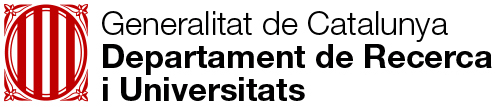 Generalitat de Catalunya
Departament de Recerca
i Universitats